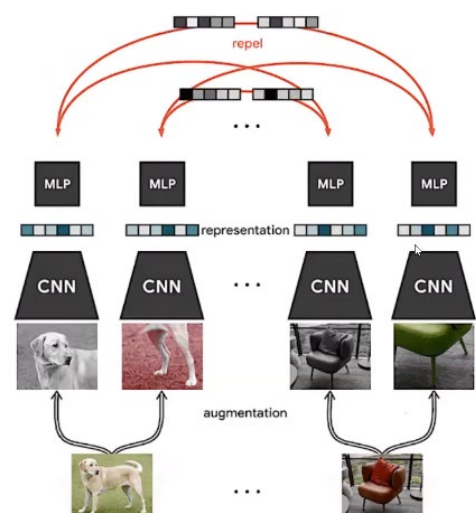 repel
...
MLP MLP MLP MLP
representation
CNN CNN ... CNN CNN
augmentation
...